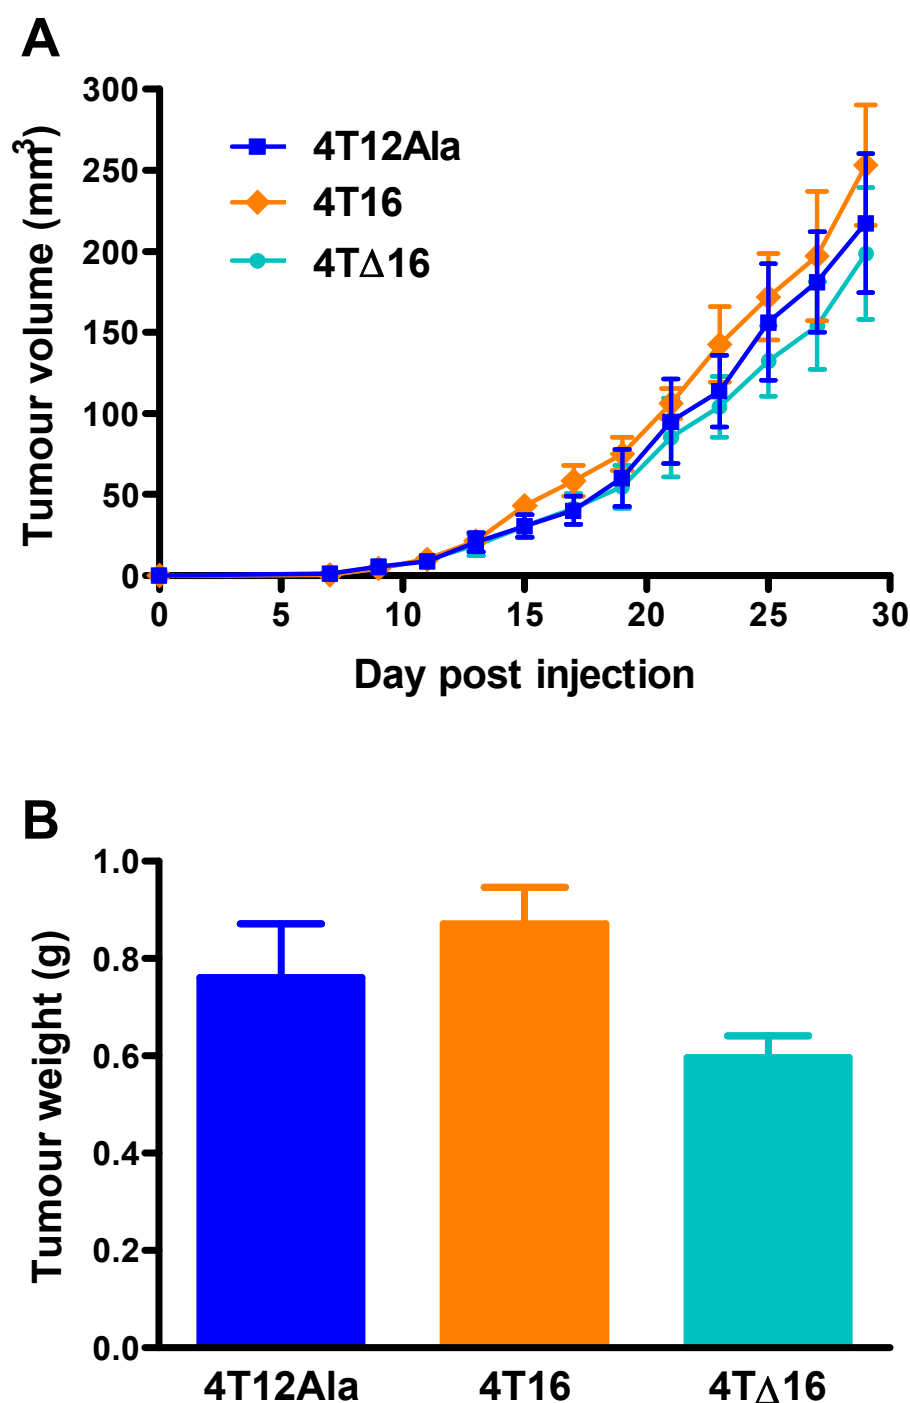 A
300
250
200
150
100
50
0
Tumour volume (mm³)
4T12Ala
4T16
4TΔ16
0 5 10 15 20 25 30
Day post injection
B
1.0
0.8
0.6
0.4
0.2
0.0
Tumour weight (g)
4T12Ala 4T16 4TΔ16